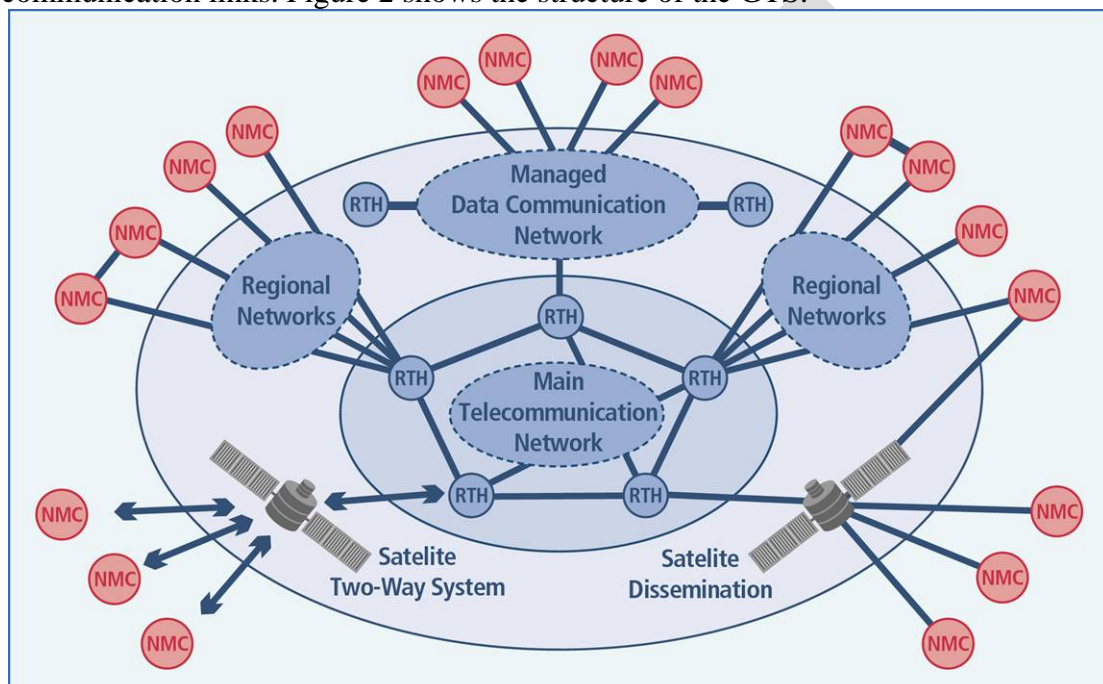 communication links. Figure 2 shows the structure of the GTS.
NMC
NMC
NMC
NMC
NMC
NMC
NMC
NMC
NMC
NMC
NMC
NMC
Managed
Data Communication
Network
RTH
RTH
Regional
Networks
Regional
Networks
RTH
RTH
RTH
Main
Telecommunication
Network
RTH
RTH
Satelite
Two-Way System
Satelite
Dissemination
NMC
NMC
NMC
NMC
NMC
NMC